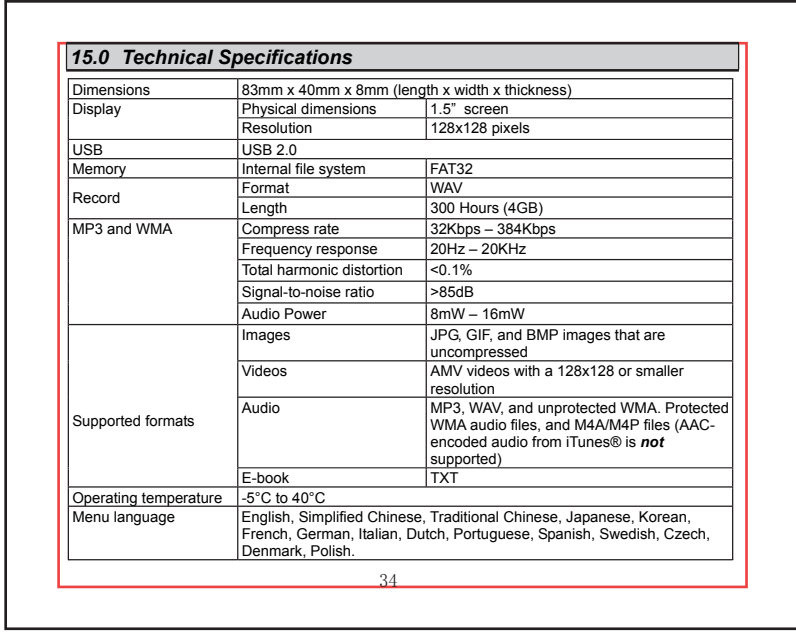 15.0 Technical Specifications
Dimensions 83mm x 40mm x 8mm (length x width x thickness)
Display Physical dimensions 1.5” screen
Resolution 128x128 pixels
USB USB 2.0
Memory Internal file system FAT32
Record Format WAV
Length 300 Hours (4GB)
MP3 and WMA Compress rate 32Kbps – 384Kbps
Frequency response 20Hz – 20KHz
Total harmonic distortion <0.1%
Signal-to-noise ratio >85dB
Audio Power 8mW – 16mW
Supported formats Images JPG, GIF, and BMP images that are
uncompressed
Videos AMV videos with a 128x128 or smaller
resolution
Audio MP3, WAV, and unprotected WMA. Protected
WMA audio files, and M4A/M4P files (AAC-
encoded audio from iTunes® is not
supported)
E-book TXT
Operating temperature -5°C to 40°C
Menu language English, Simplified Chinese, Traditional Chinese, Japanese, Korean,
French, German, Italian, Dutch, Portuguese, Spanish, Swedish, Czech,
Denmark, Polish.
34